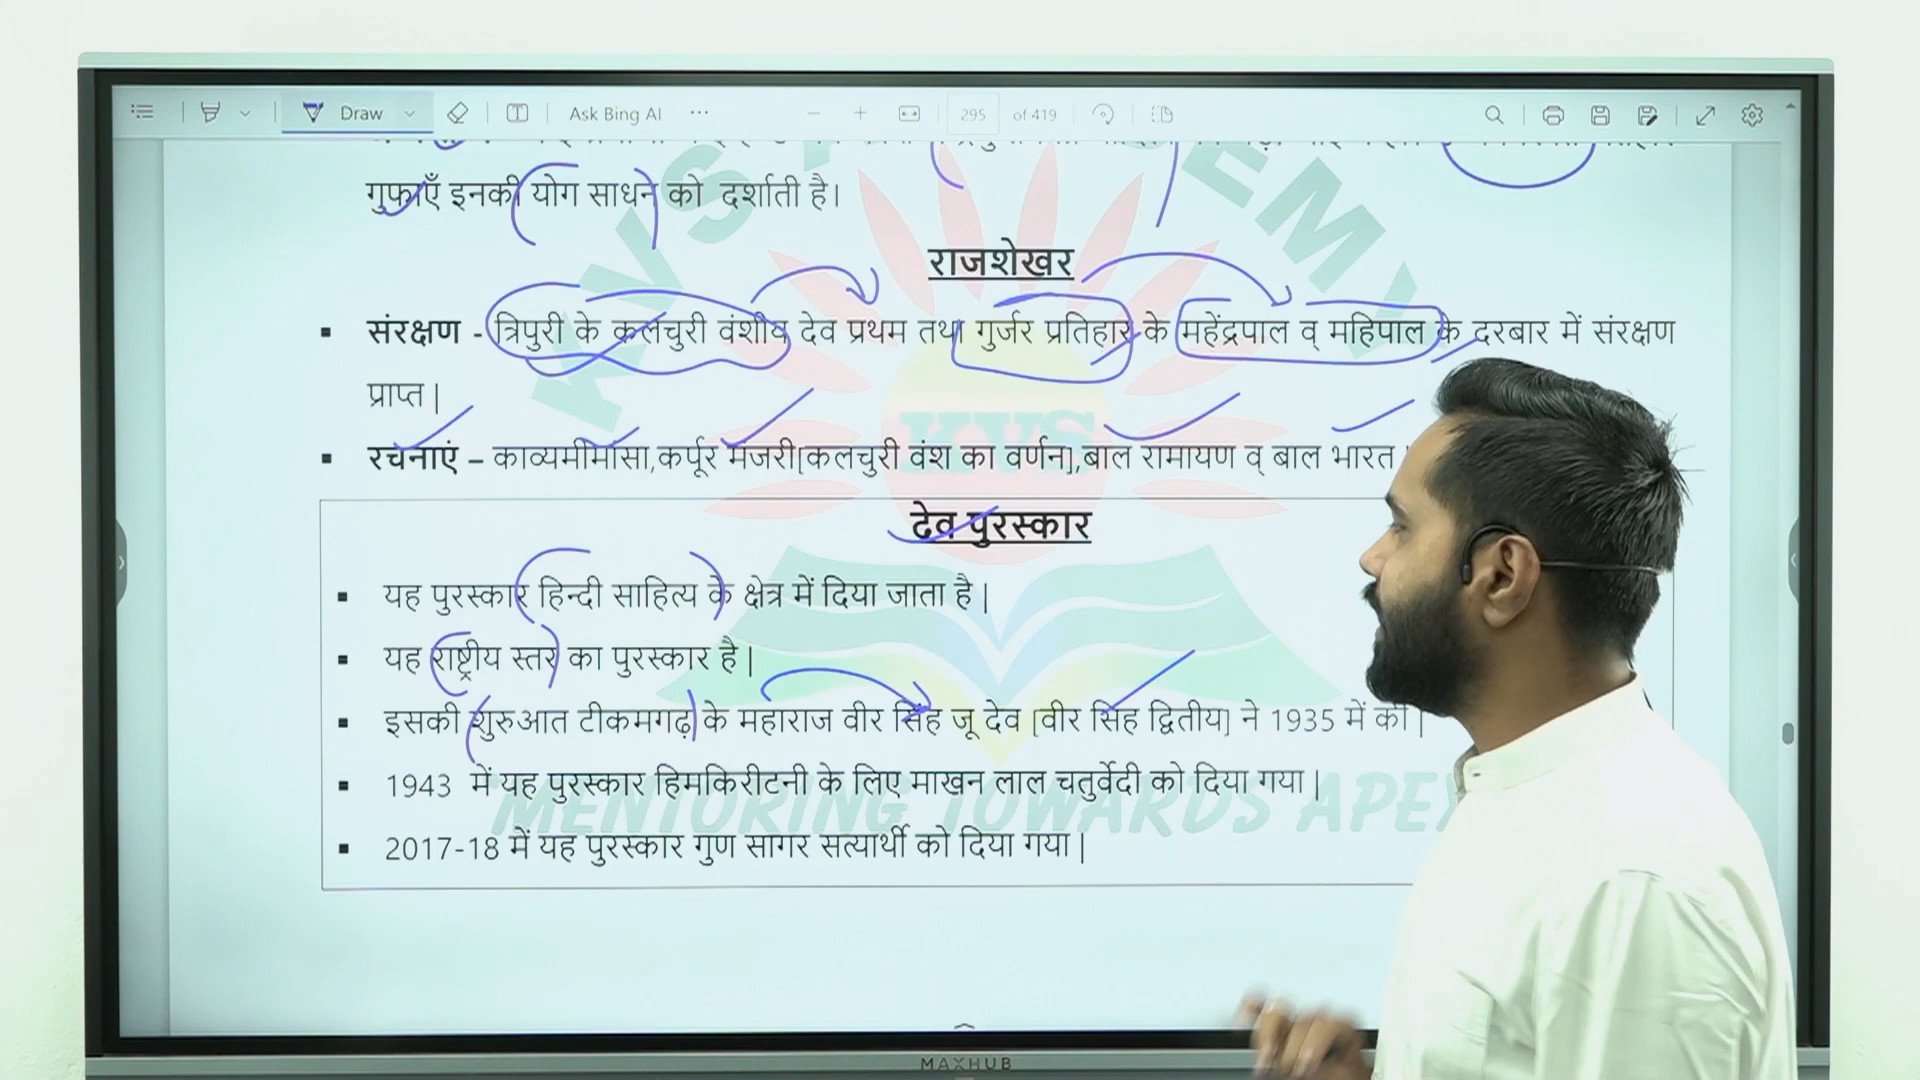 Draw
Ask Bing AI
295 of 419
गुफाएँ इनकी योग साधन को दर्शाती है।
राजशेखर
▪ संरक्षण - त्रिपुरी के कलचुरी वंशीय देव प्रथम तथा गुर्जर प्रतिहार के महेंद्रपाल व् महिपाल के दरबार में संरक्षण
प्राप्त |
▪ रचनाएं – काव्यमीमांसा,कर्पूर मंजरी[कलचुरी वंश का वर्णन],बाल रामायण व् बाल भारत
देव पुरस्कार
▪ यह पुरस्कार हिन्दी साहित्य के क्षेत्र में दिया जाता है |
▪ यह राष्ट्रीय स्तर का पुरस्कार है |
▪ इसकी शुरुआत टीकमगढ़ के महाराज वीर सिंह जू देव [वीर सिंह द्वितीय] ने 1935 में की |
▪ 1943 में यह पुरस्कार हिमकिरीटनी के लिए माखन लाल चतुर्वेदी को दिया गया |
▪ 2017-18 में यह पुरस्कार गुण सागर सत्यार्थी को दिया गया |
KVS
MENTORING TOWARDS APEX
MAXHUB